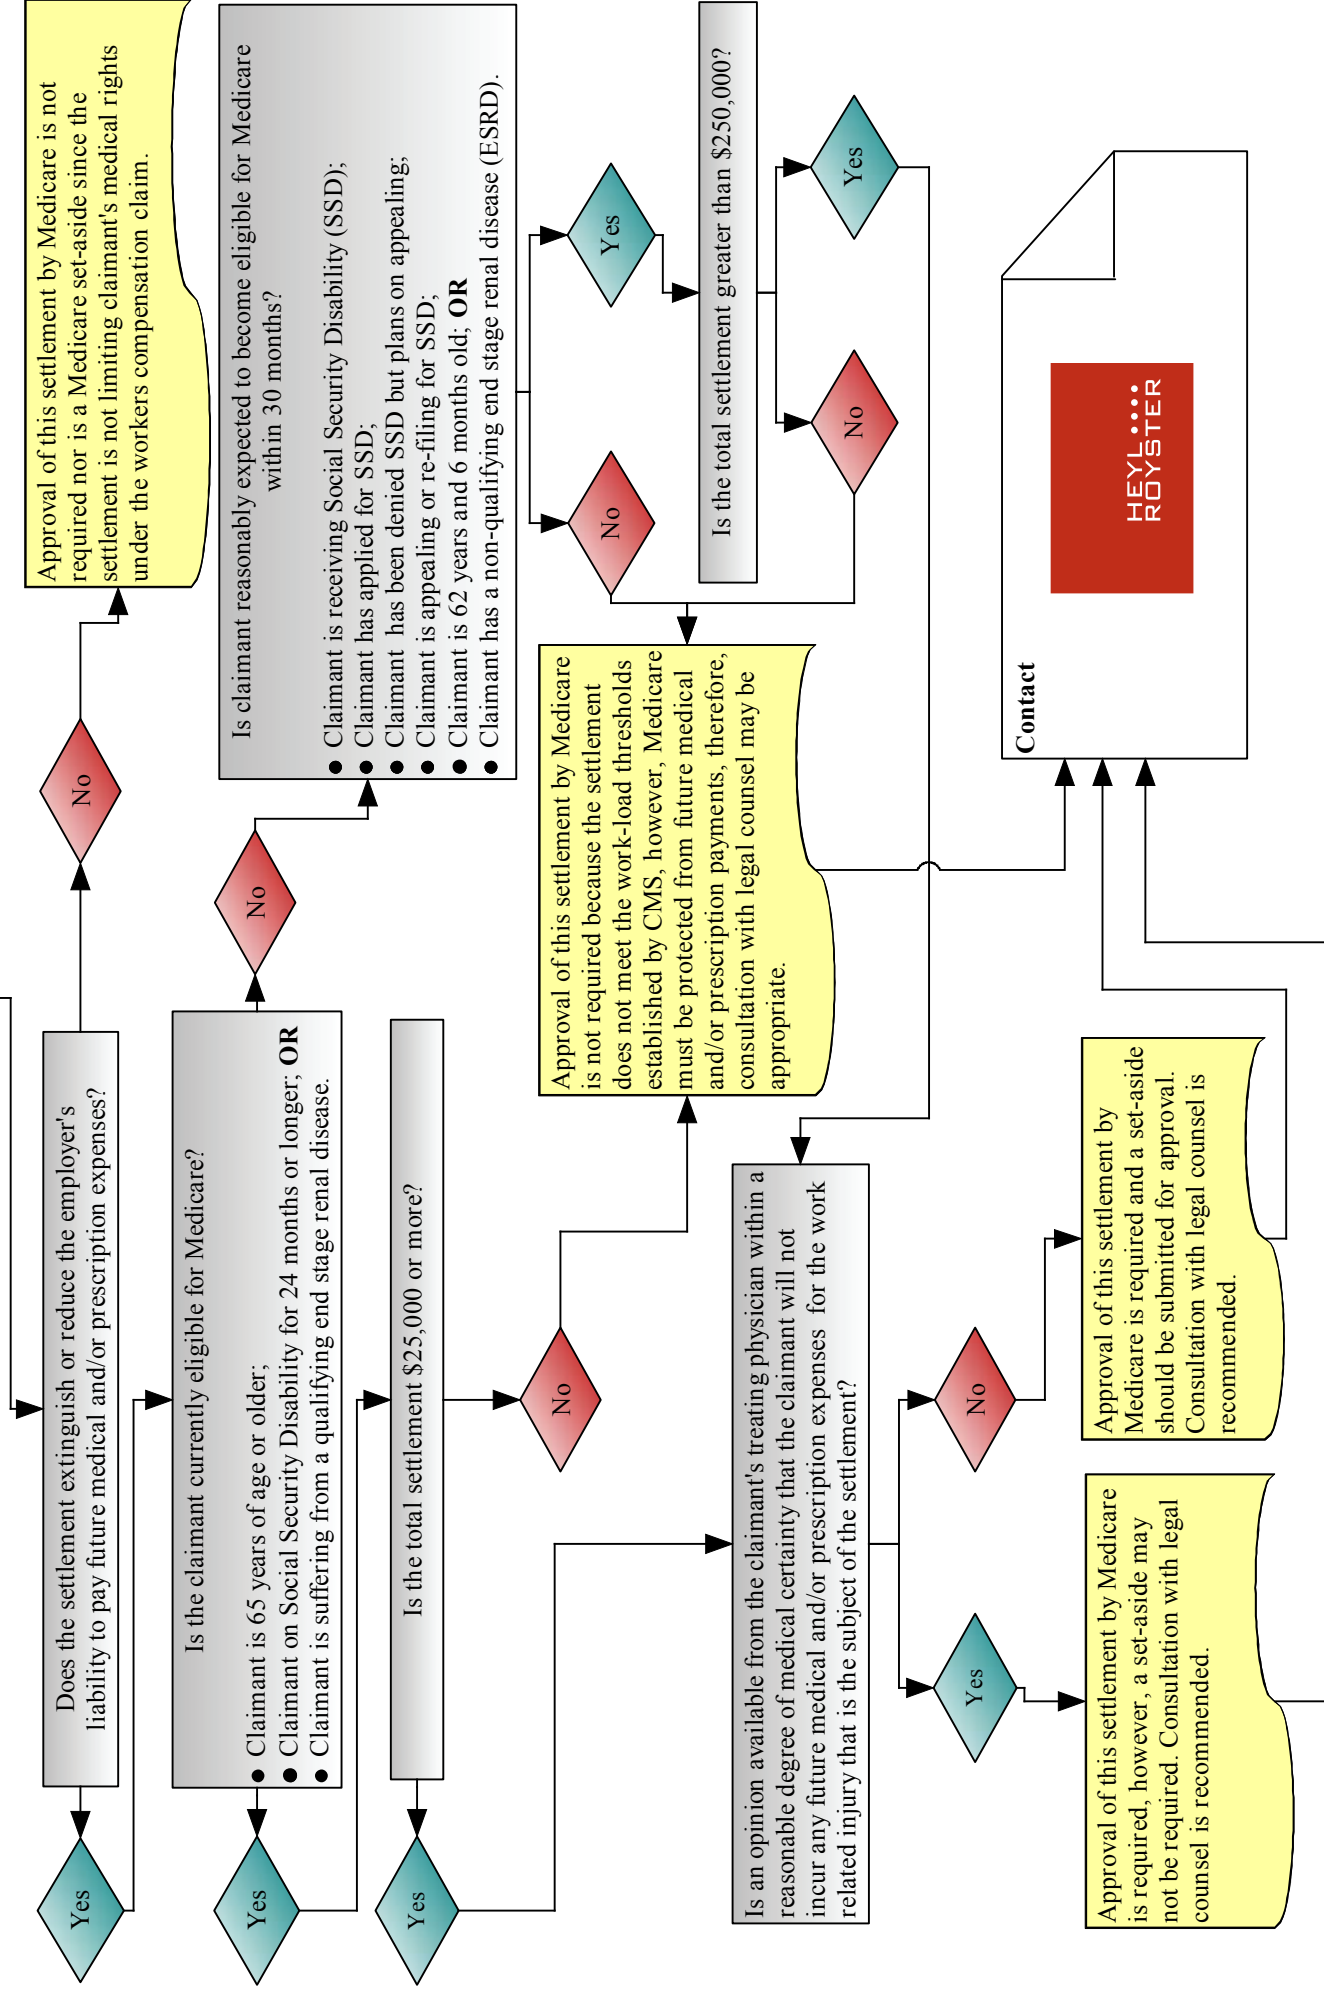 Does the settlement extinguish or reduce the employer's
liability to pay future medical and/or prescription expenses?
Yes
No
Approval of this settlement by Medicare is not
required nor is a Medicare set-aside since the
settlement is not limiting claimant's medical rights
under the workers compensation claim.
Is the claimant currently eligible for Medicare?
● Claimant is 65 years of age or older;
● Claimant on Social Security Disability for 24 months or longer; OR
● Claimant is suffering from a qualifying end stage renal disease.
Yes
No
Is claimant reasonably expected to become eligible for Medicare
within 30 months?
● Claimant is receiving Social Security Disability (SSD);
● Claimant has applied for SSD;
● Claimant has been denied SSD but plans on appealing;
● Claimant is appealing or re-filing for SSD;
● Claimant is 62 years and 6 months old; OR
● Claimant has a non-qualifying end stage renal disease (ESRD).
Is the total settlement $25,000 or more?
Yes
No
No
Yes
Approval of this settlement by Medicare
is not required because the settlement
does not meet the work-load thresholds
established by CMS, however, Medicare
must be protected from future medical
and/or prescription payments, therefore,
consultation with legal counsel may be
appropriate.
Is the total settlement greater than $250,000?
No
Yes
Is an opinion available from the claimant's treating physician within a
reasonable degree of medical certainty that the claimant will not
incur any future medical and/or prescription expenses for the work
related injury that is the subject of the settlement?
Yes
No
Approval of this settlement by Medicare
is required, however, a set-aside may
not be required. Consultation with legal
counsel is recommended.
Approval of this settlement by
Medicare is required and a set-aside
should be submitted for approval.
Consultation with legal counsel is
recommended.
Contact
HEYL
ROYSTER